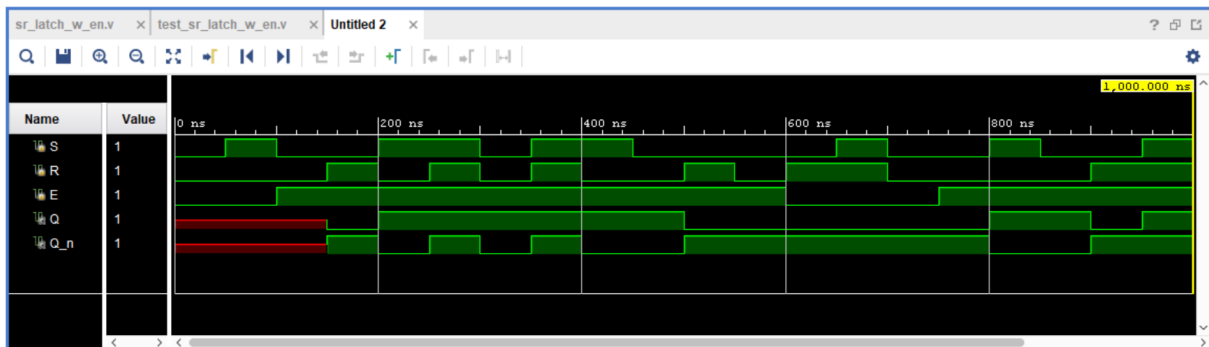 sr_latch_w_en.v × test_sr_latch_w_en.v × Untitled 2 × ?
1,000.000 ns
Name Value 0 ns 200 ns 400 ns 600 ns 800 ns
S 1
R 1
E 1
Q 1
Q_n 1